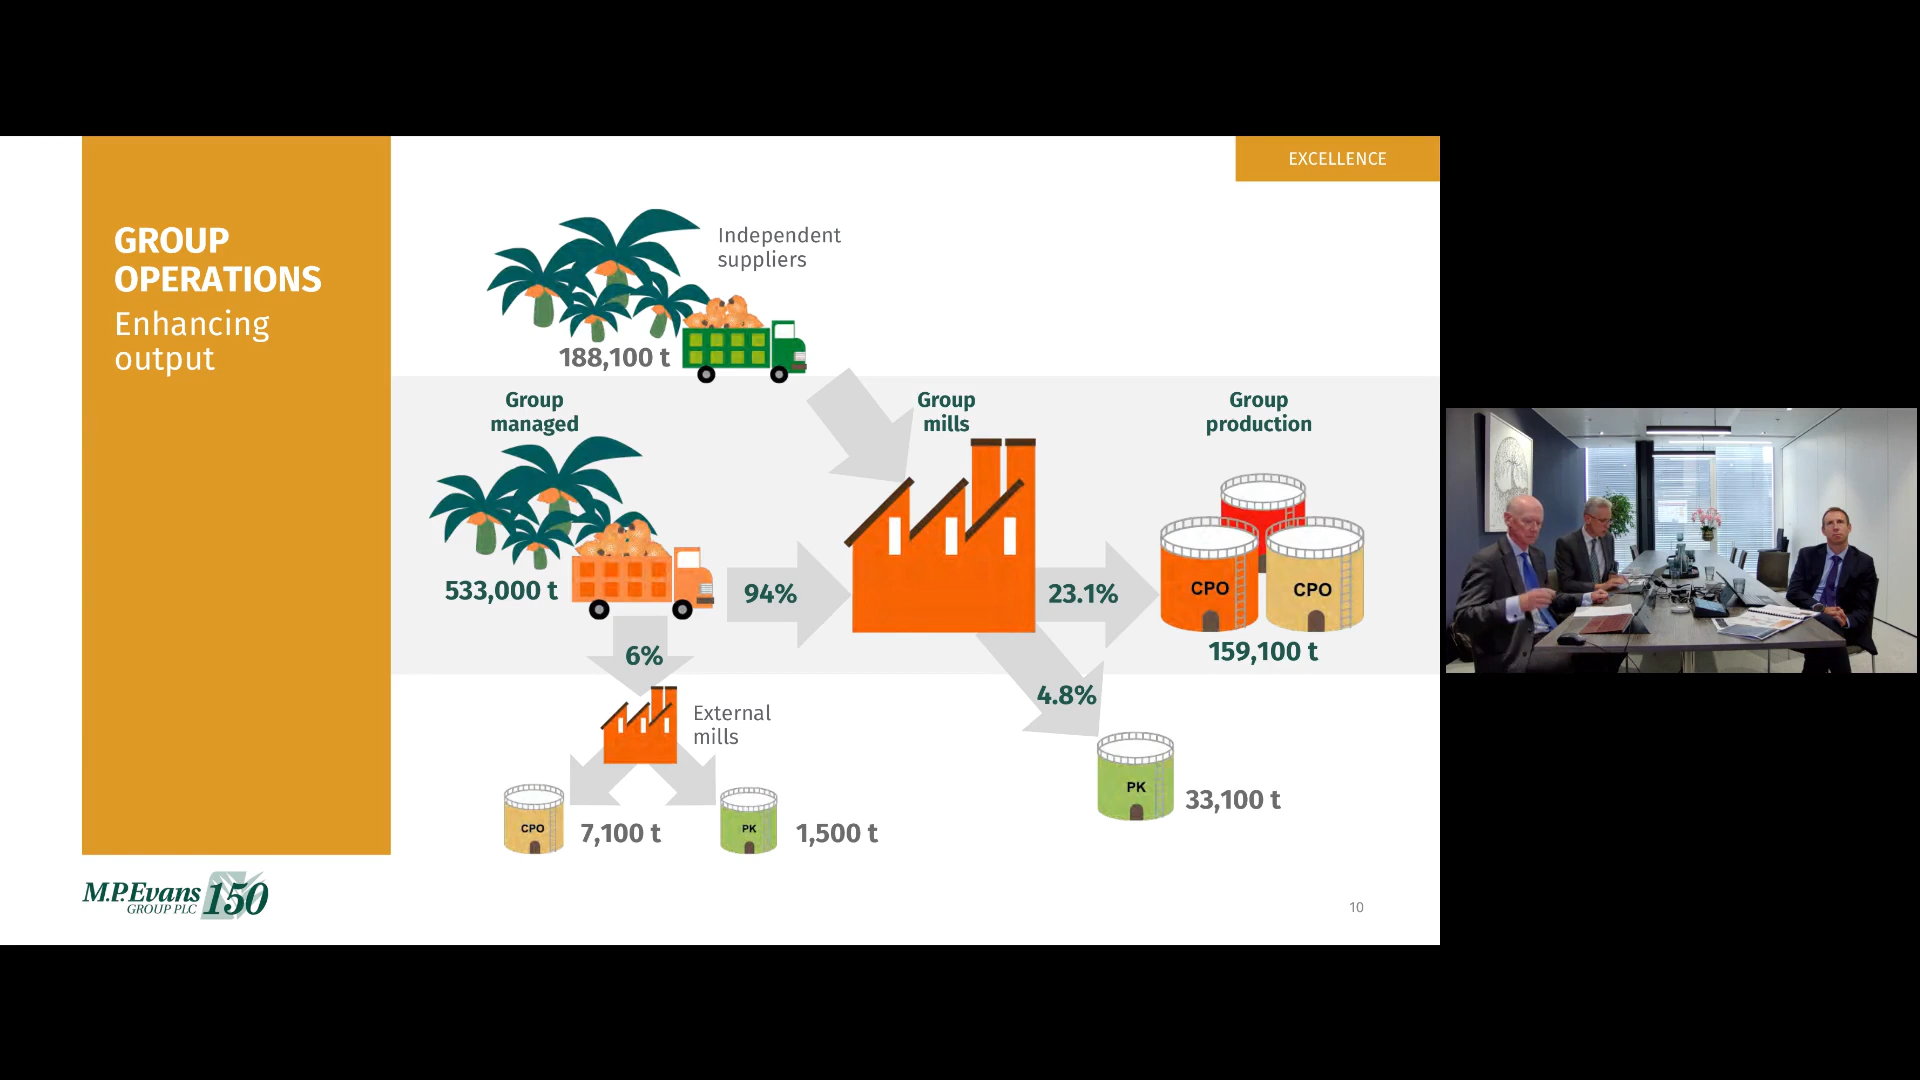 EXCELLENCE
GROUP
OPERATIONS
Enhancing
output
Independent
suppliers
188,100 t
Group
managed
533,000 t
94%
6%
Group
mills
23.1%
4.8%
Group
production
CPO
CPO
159,100 t
External
mills
CPO
7,100 t
PK
1,500 t
PK
33,100 t
M.P.Evans
GROUP PLC
150
10